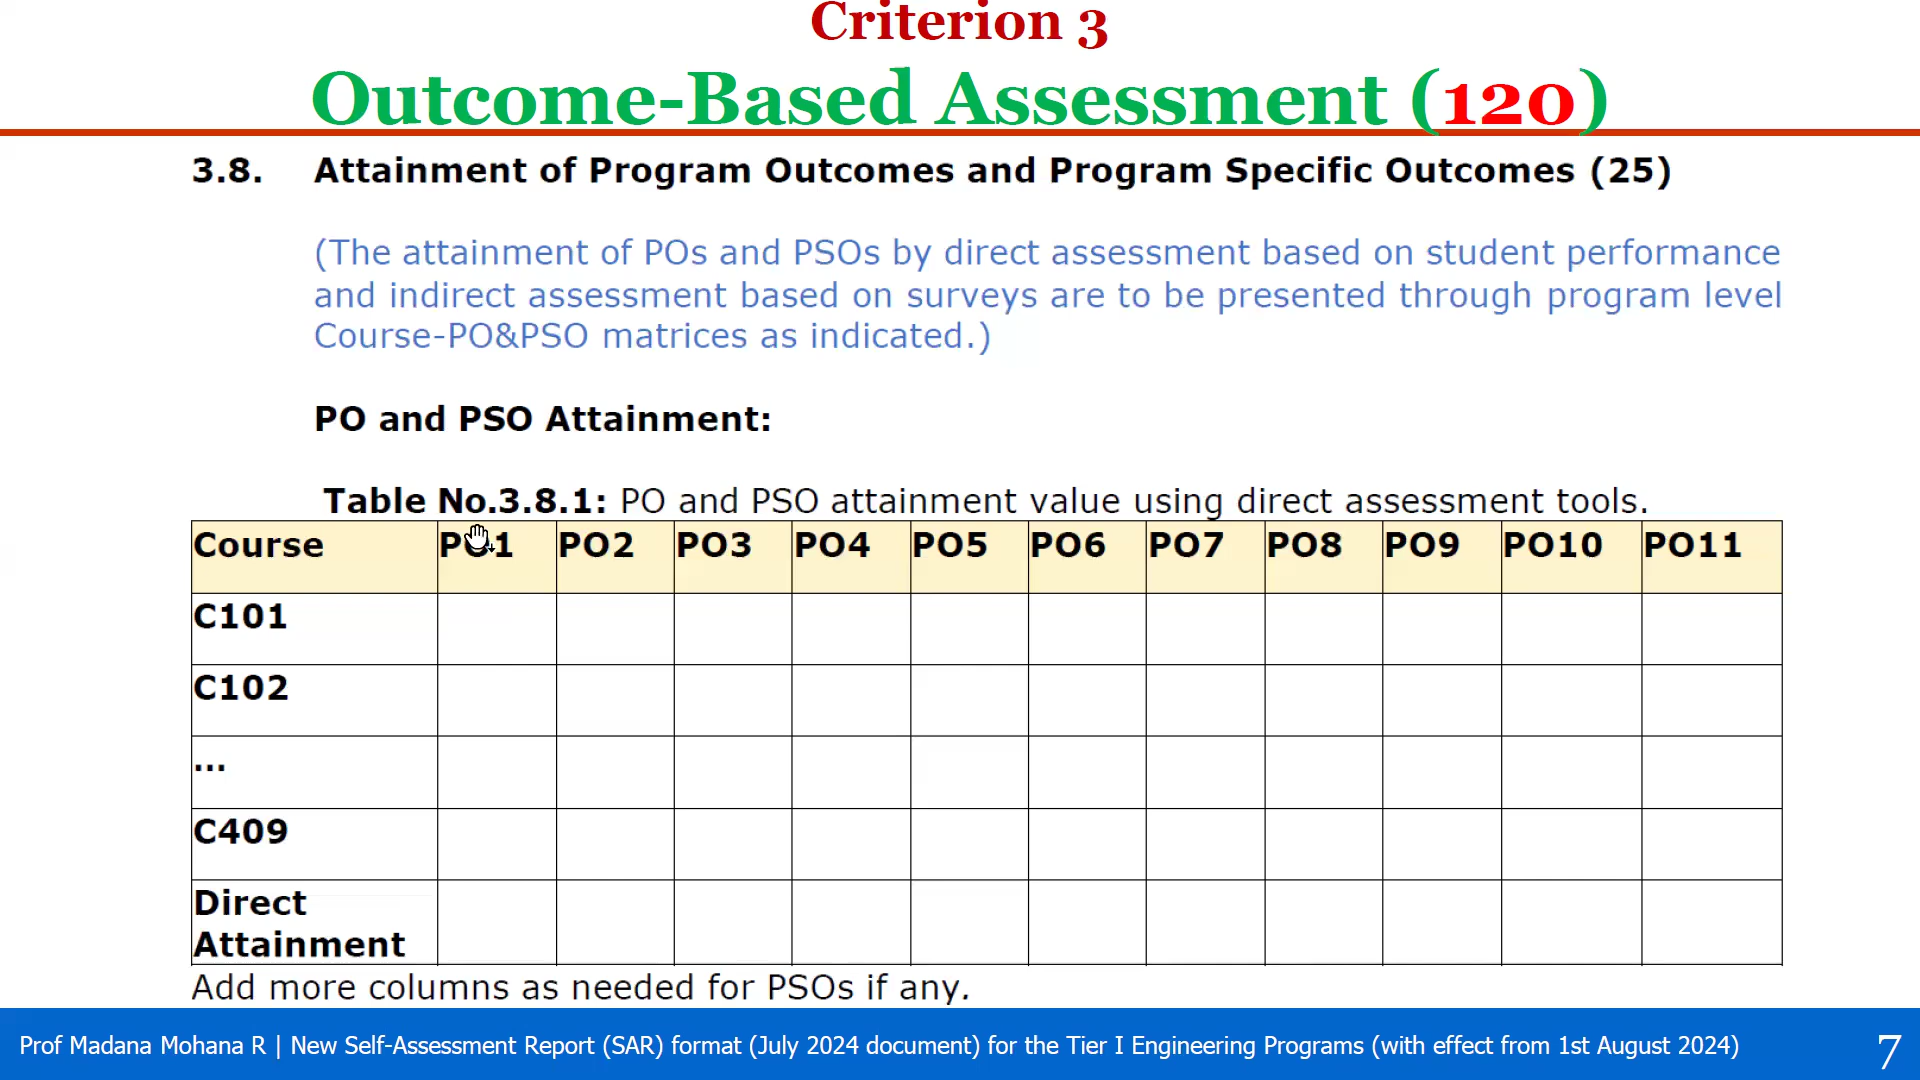 Criterion 3
Outcome-Based Assessment (120)
3.8. Attainment of Program Outcomes and Program Specific Outcomes (25)
(The attainment of POs and PSOs by direct assessment based on student performance
and indirect assessment based on surveys are to be presented through program level
Course-PO&PSO matrices as indicated.)
PO and PSO Attainment:
Table No.3.8.1: PO and PSO attainment value using direct assessment tools.
Course PO1 PO2 PO3 PO4 PO5 PO6 PO7 PO8 PO9 PO10 PO11
C101
C102
...
C409
Direct
Attainment
Add more columns as needed for PSOs if any.
Prof Madana Mohana R | New Self-Assessment Report (SAR) format (July 2024 document) for the Tier I Engineering Programs (with effect from 1st August 2024) 7